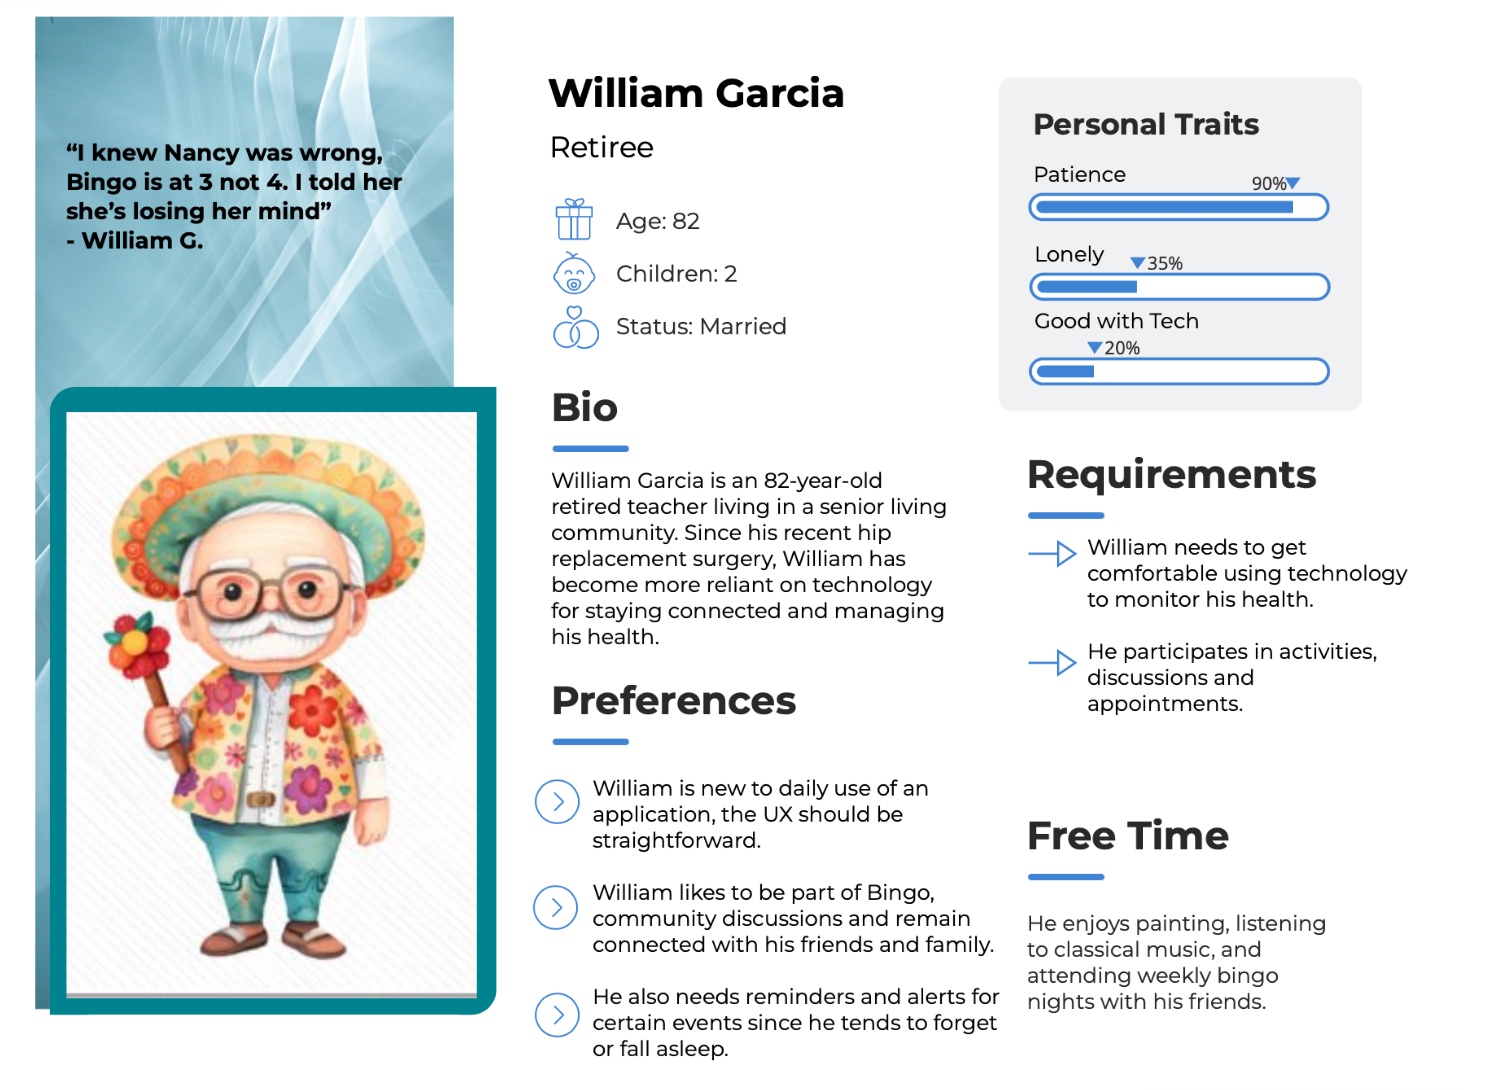 “I knew Nancy was wrong,
Bingo is at 3 not 4. I told her
she’s losing her mind”
- William G.
William Garcia
Retiree
Age: 82
Children: 2
Status: Married
Bio
William Garcia is an 82-year-old
retired teacher living in a senior living
community. Since his recent hip
replacement surgery, William has
become more reliant on technology
for staying connected and managing
his health.
Preferences
William is new to daily use of an
application, the UX should be
straightforward.
William likes to be part of Bingo,
community discussions and remain
connected with his friends and family.
He also needs reminders and alerts for
certain events since he tends to forget
or fall asleep.
Personal Traits
Patience
90%
Lonely
35%
Good with Tech
20%
Requirements
William needs to get
comfortable using technology
to monitor his health.
He participates in activities,
discussions and
appointments.
Free Time
He enjoys painting, listening
to classical music, and
attending weekly bingo
nights with his friends.